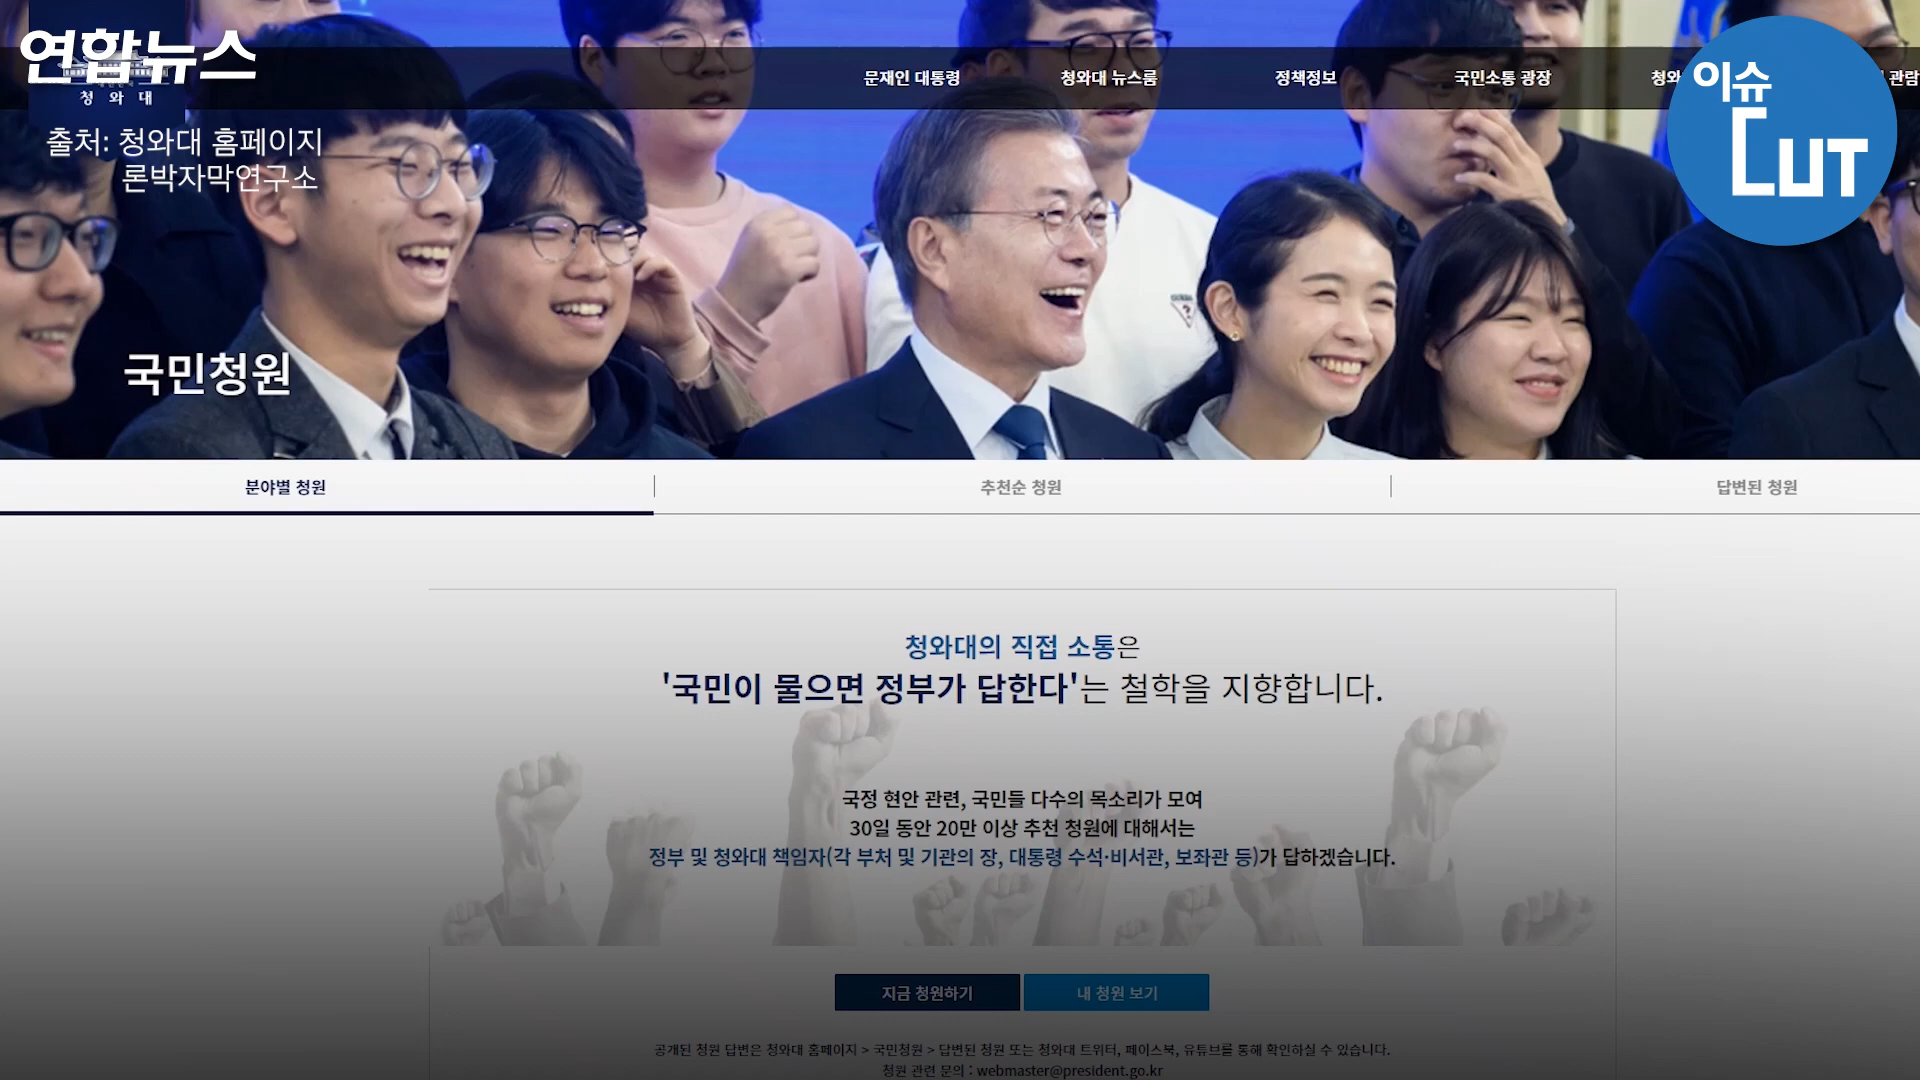 연합뉴스
청와대
출처: 청와대 홈페이지
론박자막연구소
문재인 대통령
청와대 뉴스룸
정책정보
국민소통 광장
청와
관람
이슈
CUT
국민청원
분야별 청원
추천순 청원
답변된 청원
청와대의 직접 소통은
'국민이 물으면 정부가 답한다'는 철학을 지향합니다.
국정 현안 관련, 국민들 다수의 목소리가 모여
30일 동안 20만 이상 추천 청원에 대해서는
정부 및 청와대 책임자(각 부처 및 기관의 장, 대통령 수석·비서관, 보좌관 등)가 답하겠습니다.
지금 청원하기
내 청원 보기
공개된 청원 답변은 청와대 홈페이지 > 국민청원 > 답변된 청원 또는 청와대 트위터, 페이스북, 유튜브를 통해 확인하실 수 있습니다.
청원 관련 문의 : webmaster@president.go.kr